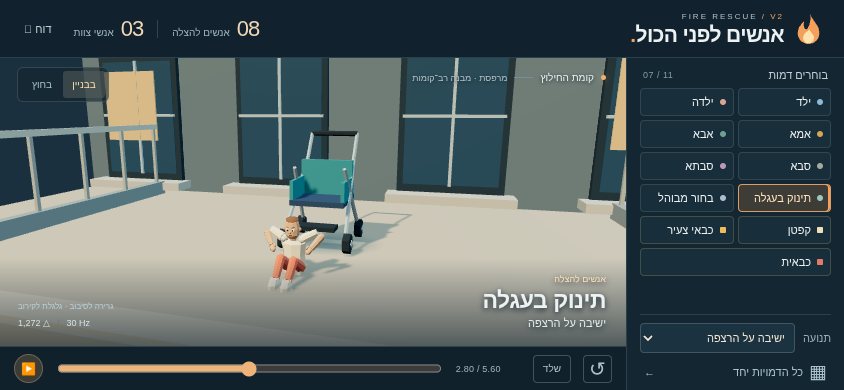 FIRE RESCUE / V2
אנשים לפני הכול.
08 אנשים להצלה
03 אנשי צוות
דוח
בוחרים דמות
07 / 11
ילד
ילדה
אמא
אבא
סבא
סבתא
תינוק בעגלה
בחור מבוהל
קפטן
כבאי צעיר
כבאית
תנועה
ישיבה על הרצפה
כל הדמויות יחד
←
קומת החילוץ
מרפסת · מבנה רב־קומות
בבניין
בחוץ
אנשים להצלה
תינוק בעגלה
ישיבה על הרצפה
גרירה לסיבוב · גלגלת לקירוב
1,272 △ 30 Hz
שלד
2.80 / 5.60